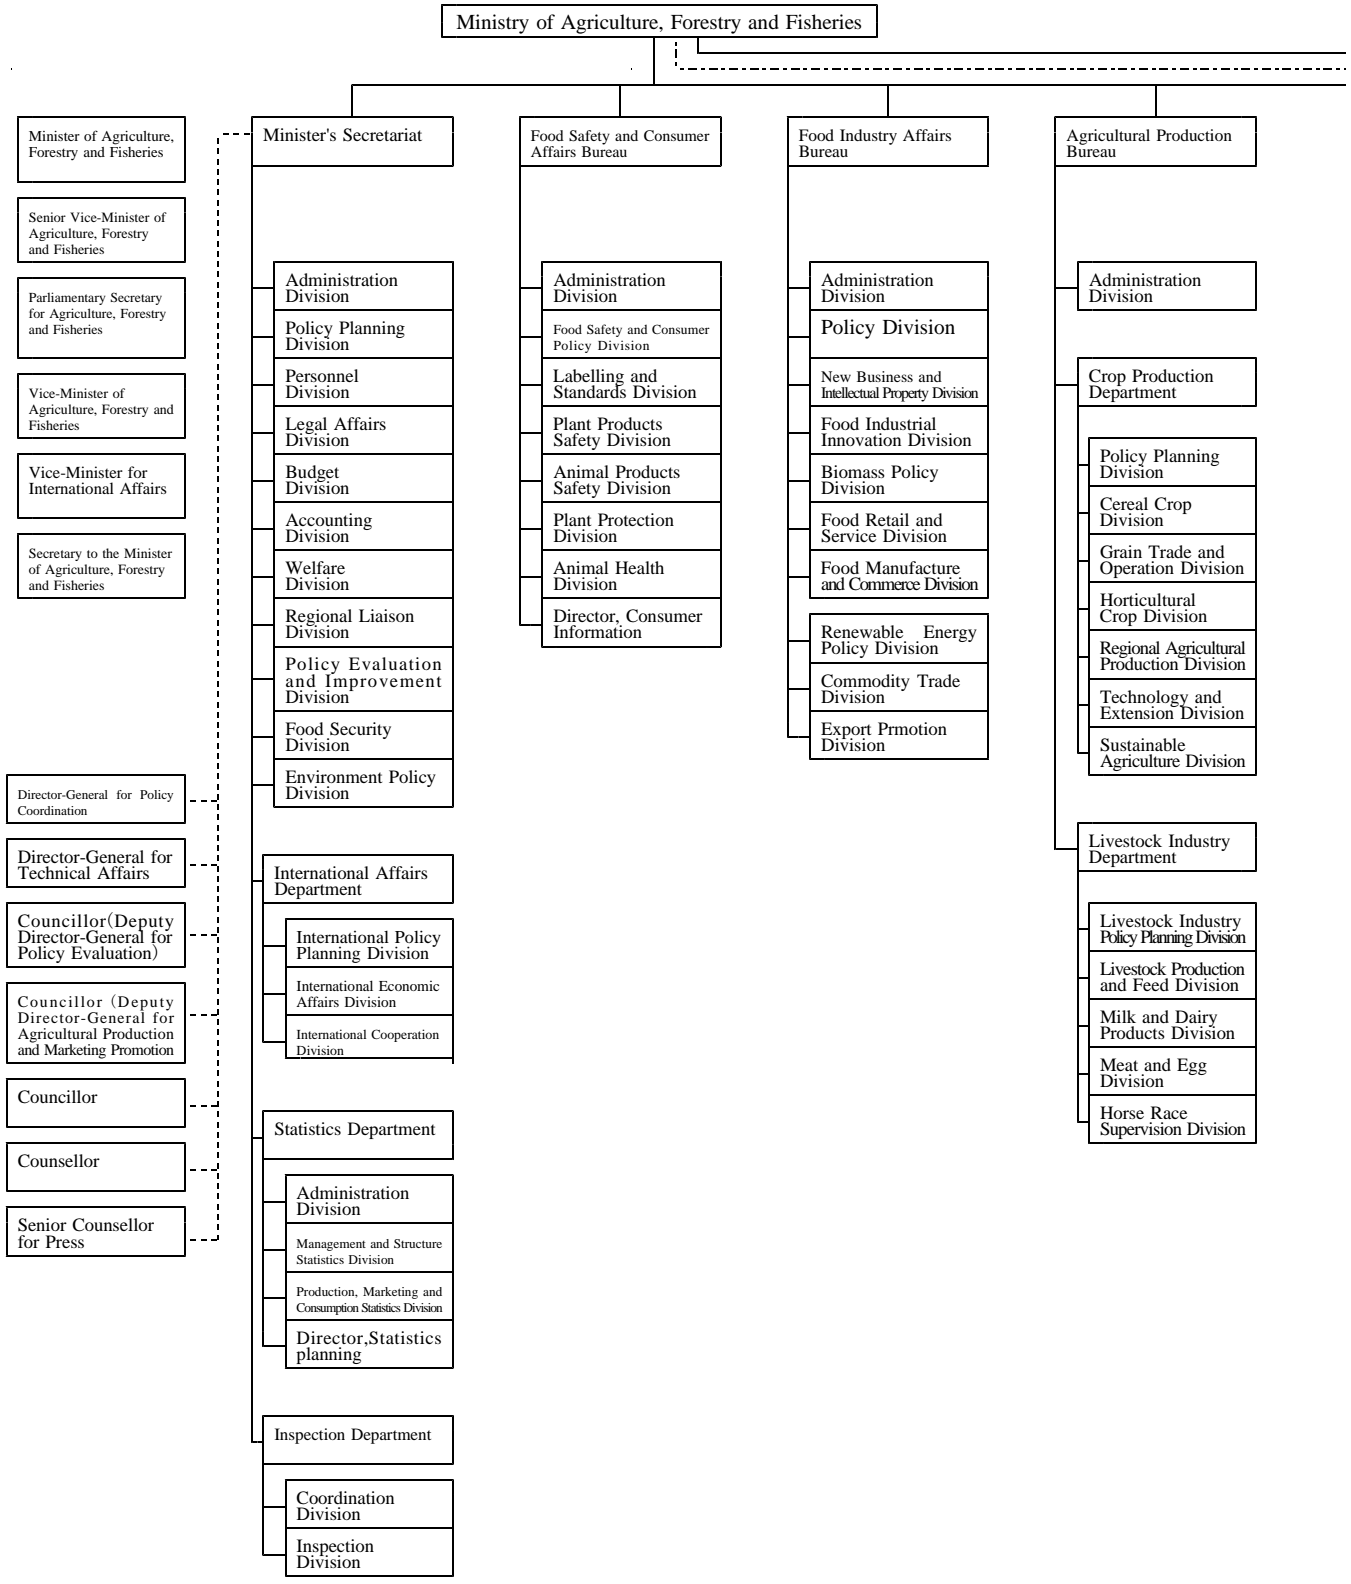 Ministry of Agriculture, Forestry and Fisheries
Minister of Agriculture,
Forestry and Fisheries
Senior Vice-Minister of
Agriculture, Forestry
and Fisheries
Parliamentary Secretary
for Agriculture, Forestry
and Fisheries
Vice-Minister of
Agriculture, Forestry and
Fisheries
Vice-Minister for
International Affairs
Secretary to the Minister
of Agriculture, Forestry
and Fisheries
Director-General for Policy
Coordination
Director-General for
Technical Affairs
Councillor(Deputy
Director-General for
Policy Evaluation)
Councillor (Deputy
Director-General for
Agricultural Production
and Marketing Promotion
Councillor
Counsellor
Senior Counsellor
for Press
Minister's Secretariat
Administration
Division
Policy Planning
Division
Personnel
Division
Legal Affairs
Division
Budget
Division
Accounting
Division
Welfare
Division
Regional Liaison
Division
Policy Evaluation
and Improvement
Division
Food Security
Division
Environment Policy
Division
International Affairs
Department
International Policy
Planning Division
International Economic
Affairs Division
International Cooperation
Division
Statistics Department
Administration
Division
Management and Structure
Statistics Division
Production, Marketing and
Consumption Statistics Division
Director,Statistics
planning
Inspection Department
Coordination
Division
Inspection
Division
Food Safety and Consumer
Affairs Bureau
Administration
Division
Food Safety and Consumer
Policy Division
Labelling and
Standards Division
Plant Products
Safety Division
Animal Products
Safety Division
Plant Protection
Division
Animal Health
Division
Director, Consumer
Information
Food Industry Affairs
Bureau
Administration
Division
Policy Division
New Business and
Intellectual Property Division
Food Industrial
Innovation Division
Biomass Policy
Division
Food Retail and
Service Division
Food Manufacture
and Commerce Division
Renewable Energy
Policy Division
Commodity Trade
Division
Export Prmotion
Division
Agricultural Production
Bureau
Administration
Division
Crop Production
Department
Policy Planning
Division
Cereal Crop
Division
Grain Trade and
Operation Division
Horticultural
Crop Division
Regional Agricultural
Production Division
Technology and
Extension Division
Sustainable
Agriculture Division
Livestock Industry
Department
Livestock Industry
Policy Planning Division
Livestock Production
and Feed Division
Milk and Dairy
Products Division
Meat and Egg
Division
Horse Race
Supervision Division